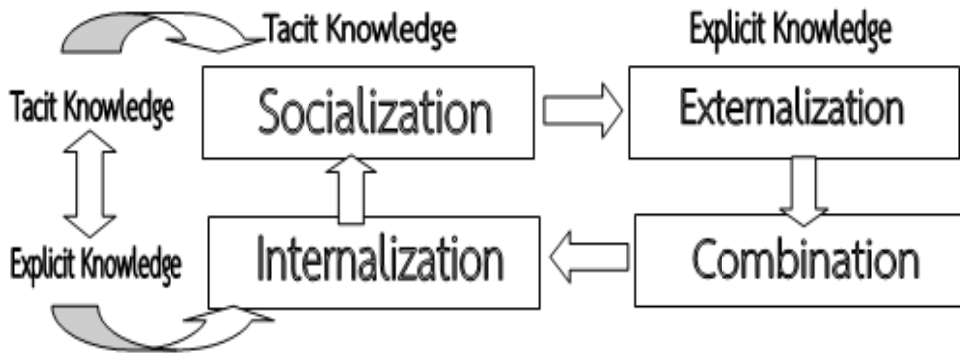 Tacit Knowledge
Explicit Knowledge
Tacit Knowledge
Socialization
Externalization
Explicit Knowledge
Internalization
Combination